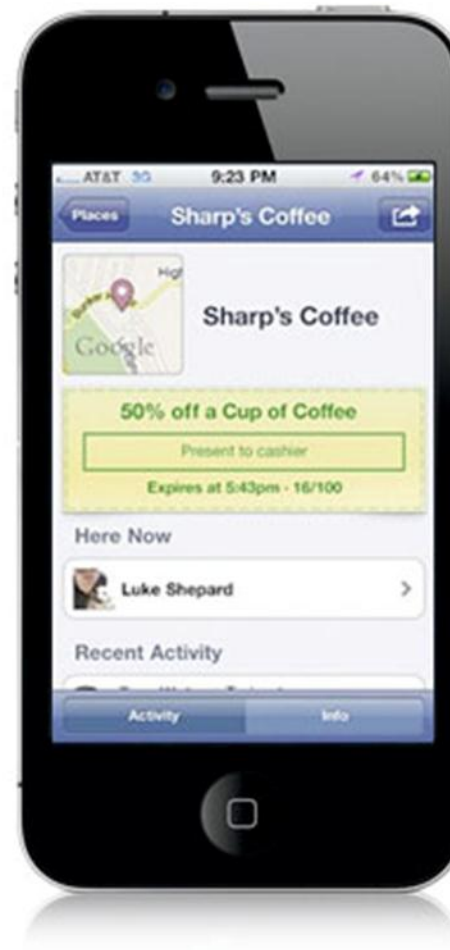 AT&T 3G 9:23 PM 64%
Places Sharp's Coffee
High
Google
Sharp's Coffee
50% off a Cup of Coffee
Present to cashier
Expires at 5:43pm - 16/100
Here Now
Luke Shepard
Recent Activity
Activity Info